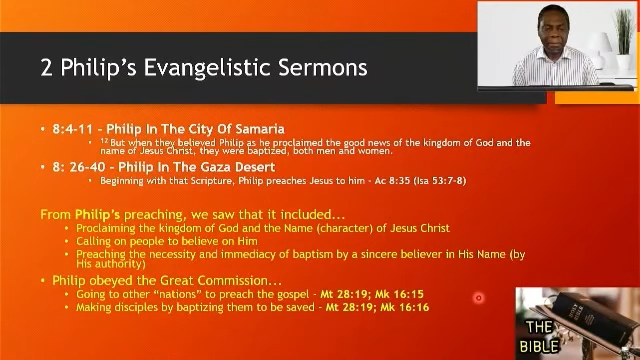 2 Philip's Evangelistic Sermons
• 8:4-11 - Philip In The City Of Samaria
• 12 But when they believed Philip as he proclaimed the good news of the kingdom of God and the
name of Jesus Christ, they were baptized, both men and women.
• 8: 26-40 - Philip In The Gaza Desert
• Beginning with that Scripture, Philip preaches Jesus to him - Ac 8:35 (Isa 53:7-8)
From Philip's preaching, we saw that it included...
• Proclaiming the kingdom of God and the Name (character) of Jesus Christ
• Calling on people to believe on Him
• Preaching the necessity and immediacy of baptism by a sincere believer in His Name (by
His authority)
• Philip obeyed the Great Commission...
• Going to other "nations" to preach the gospel - Mt 28:19; Mk 16:15
• Making disciples by baptizing them to be saved - Mt 28:19; Mk 16:16
THE
BIBLE